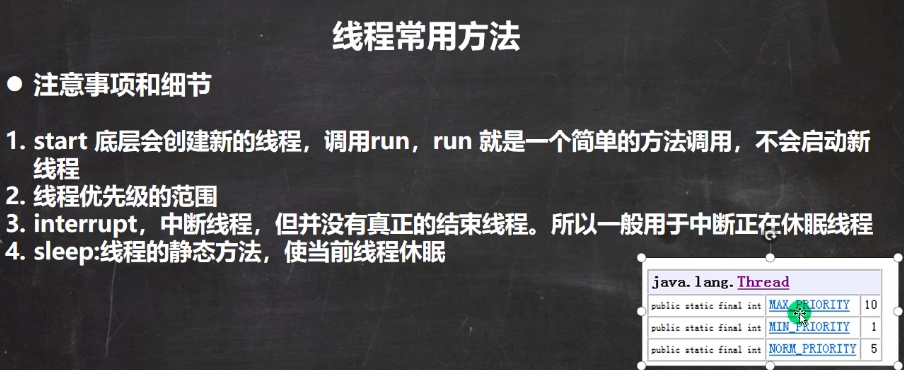 线程常用方法
● 注意事项和细节
1. start 底层会创建新的线程，调用run，run 就是一个简单的方法调用，不会启动新
线程
2. 线程优先级的范围
3. interrupt，中断线程，但并没有真正的结束线程。所以一般用于中断正在休眠线程
4. sleep:线程的静态方法，使当前线程休眠
java.lang.Thread
public static final int MAX_PRIORITY 10
public static final int MIN_PRIORITY 1
public static final int NORM_PRIORITY 5